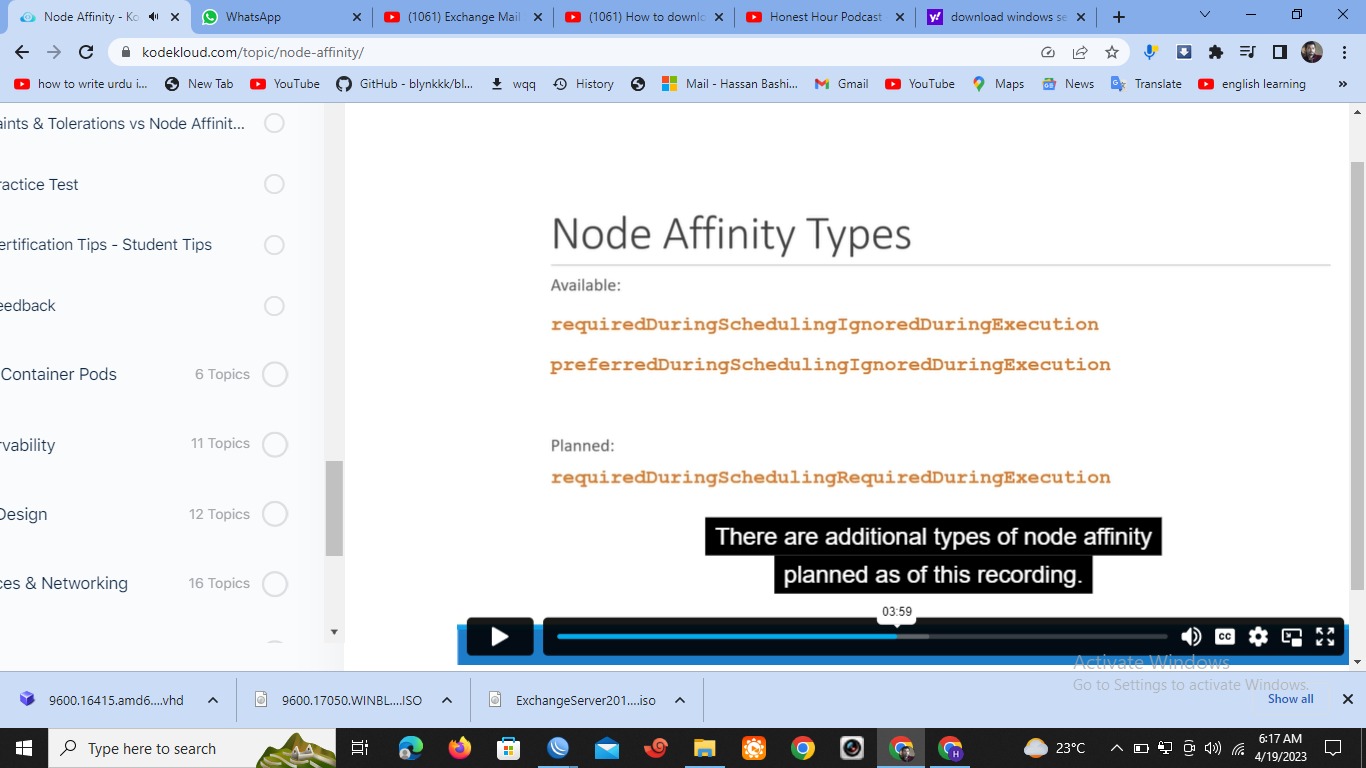 Node Affinity - Ko
WhatsApp
(1061) Exchange Mail
(1061) How to downlo
Honest Hour Podcast
download windows se
kodekloud.com/topic/node-affinity/
how to write urdu i...
New Tab
YouTube
GitHub - blynkkk/bl...
wqq
History
Mail - Hassan Bashi...
Gmail
YouTube
Maps
News
Translate
english learning
»
aints & Tolerations vs Node Affinit...
ractice Test
ertification Tips - Student Tips
eedback
Container Pods 6 Topics
rvability 11 Topics
Design 12 Topics
ces & Networking 16 Topics
Node Affinity Types
Available:
requiredDuringSchedulingIgnoredDuringExecution
preferredDuringSchedulingIgnoredDuringExecution
Planned:
requiredDuringSchedulingRequiredDuringExecution
There are additional types of node affinity
planned as of this recording.
03:59
CC
Activate Windows
Go to Settings to activate Windows.
9600.16415.amd6....vhd
9600.17050.WINBL....ISO
ExchangeServer201....iso
Show all
Type here to search
H
23°C
6:17 AM
4/19/2023